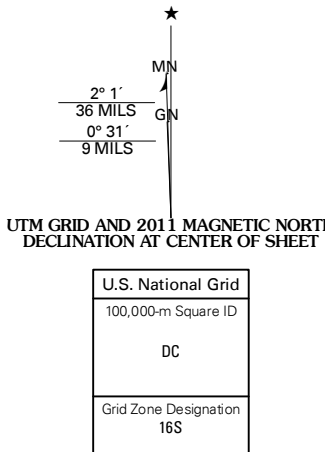 ★
MN
2° 1´
36 MILS
GN
0° 31´
9 MILS
UTM GRID AND 2011 MAGNETIC NORT
DECLINATION AT CENTER OF SHEET
U.S. National Grid
100,000-m Square ID
DC
Grid Zone Designation
16S